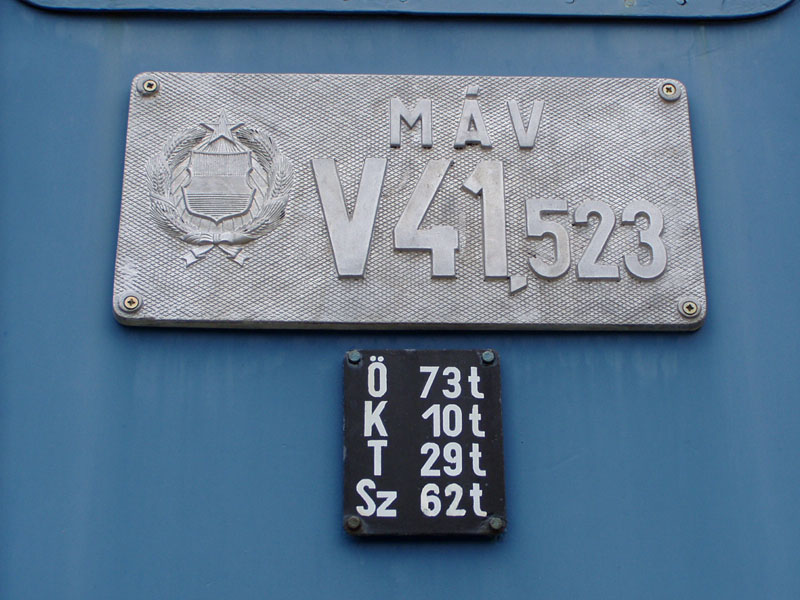 MÁV
V41,523
Ö 73t
K 10t
T 29t
Sz 62t